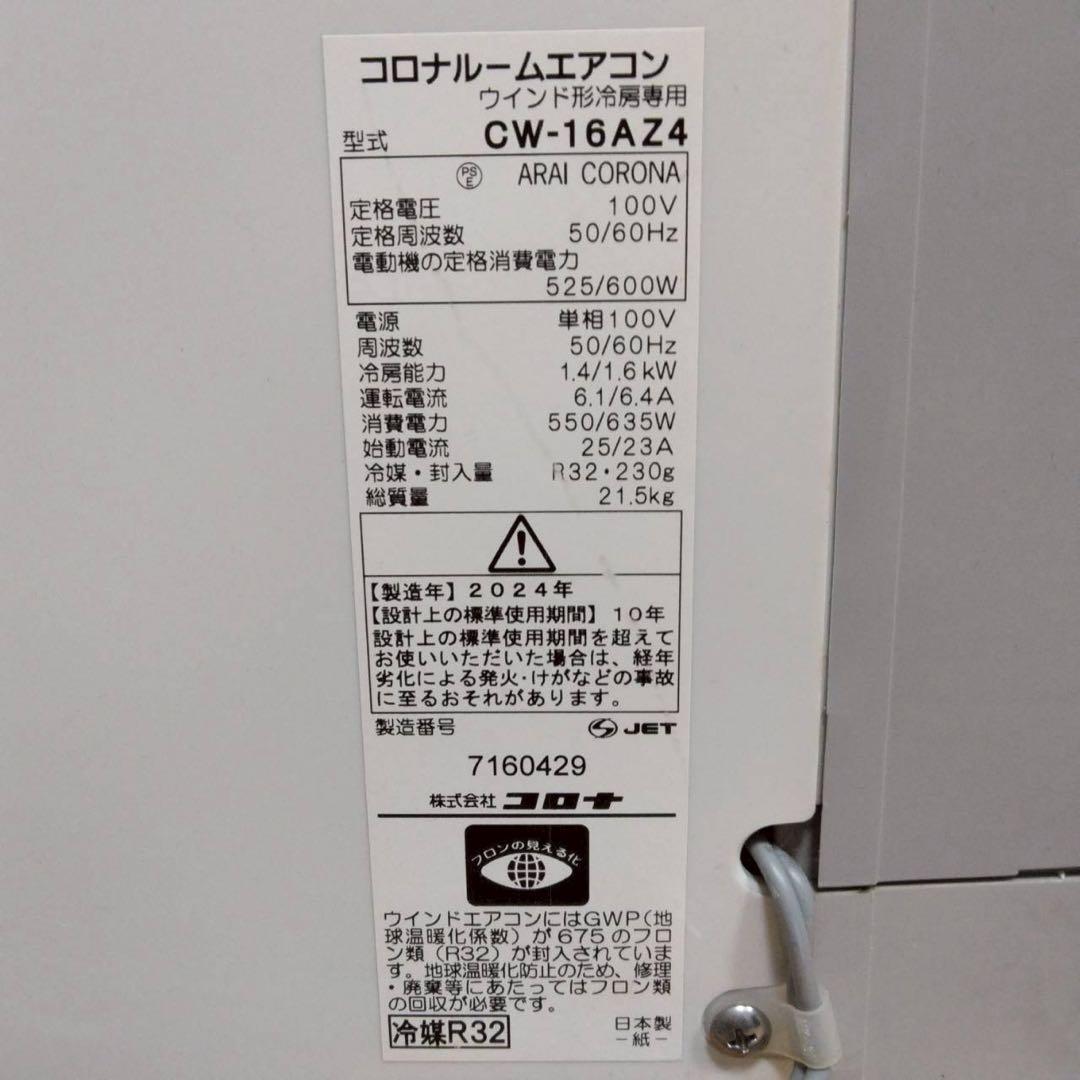 コロナルームエアコン
ウインド形冷房専用
型式 CW-16AZ4
PS E ARAI CORONA
定格電圧 100V
定格周波数 50/60Hz
電動機の定格消費電力
525/600W
電源 単相100V
周波数 50/60Hz
冷房能力 1.4/1.6kW
運転電流 6.1/6.4A
消費電力 550/635W
始動電流 25/23A
冷媒・封入量 R32・230g
総質量 21.5kg
【製造年】2024年
【設計上の標準使用期間】10年
設計上の標準使用期間を超えて
お使いいただいた場合は、経年
劣化による発火・けがなどの事故
に至るおそれがあります。
製造番号 S JET
7160429
株式会社 コロナ
フロンの見える化
ウインドエアコンにはGWP(地
球温暖化係数)が675のフロ
ン類(R32)が封入されていま
す。地球温暖化防止のため、修理
・廃棄等にあたってはフロン類
の回収が必要です。
冷媒R32 日本製
-紙-